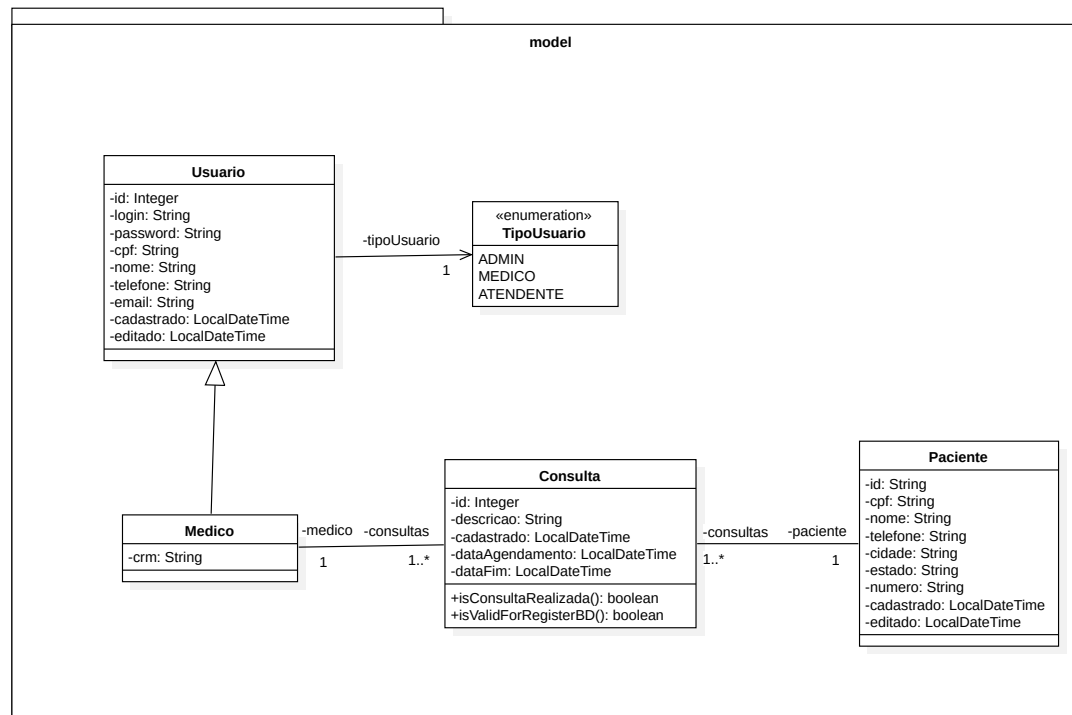 model
Usuario
-id: Integer
-login: String
-password: String
-cpf: String
-nome: String
-telefone: String
-email: String
-cadastrado: LocalDateTime
-editado: LocalDateTime
-tipoUsuario
1
«enumeration»
TipoUsuario
ADMIN
MEDICO
ATENDENTE
Medico
-crm: String
-medico
1
-consultas
1..*
Consulta
-id: Integer
-descricao: String
-cadastrado: LocalDateTime
-dataAgendamento: LocalDateTime
-dataFim: LocalDateTime
+isConsultaRealizada(): boolean
+isValidForRegisterBD(): boolean
-consultas
1..*
-paciente
1
Paciente
-id: String
-cpf: String
-nome: String
-telefone: String
-cidade: String
-estado: String
-numero: String
-cadastrado: LocalDateTime
-editado: LocalDateTime